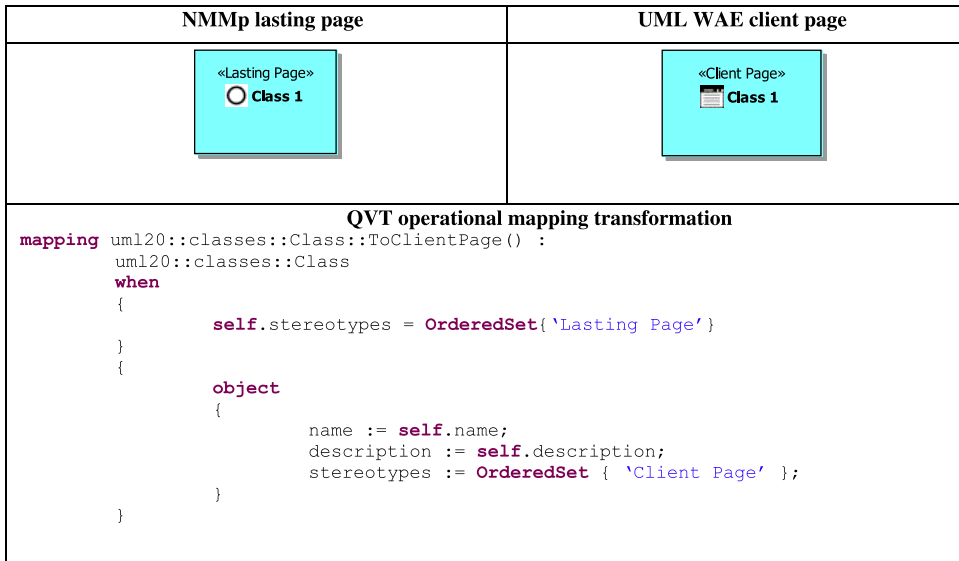 NMMp lasting page
UML WAE client page
«Lasting Page»
Class 1
«Client Page»
Class 1
QVT operational mapping transformation
mapping uml20::classes::Class::ToClientPage() :
uml20::classes::Class
when
{
self.stereotypes = OrderedSet{‘Lasting Page’}
}
{
object
{
name := self.name;
description := self.description;
stereotypes := OrderedSet { ‘Client Page’ };
}
}